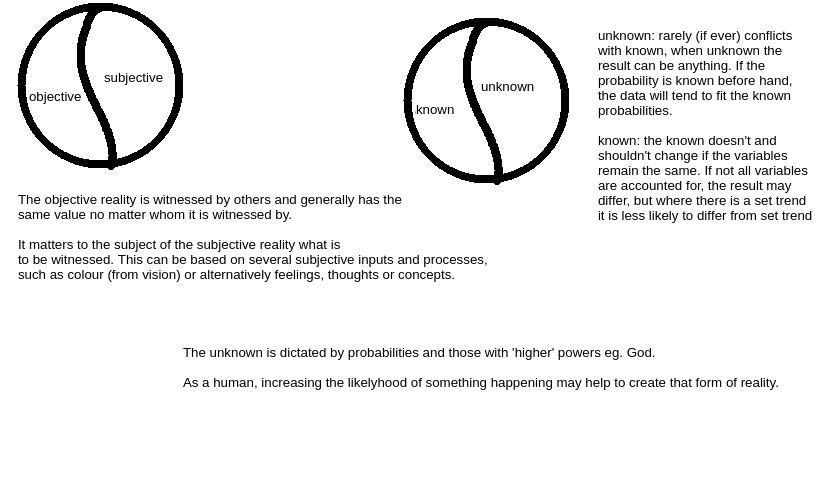 objective
subjective
known
unknown
unknown: rarely (if ever) conflicts
with known, when unknown the
result can be anything. If the
probability is known before hand,
the data will tend to fit the known
probabilities.
known: the known doesn't and
shouldn't change if the variables
remain the same. If not all variables
are accounted for, the result may
differ, but where there is a set trend
it is less likely to differ from set trend
The objective reality is witnessed by others and generally has the
same value no matter whom it is witnessed by.
It matters to the subject of the subjective reality what is
to be witnessed. This can be based on several subjective inputs and processes,
such as colour (from vision) or alternatively feelings, thoughts or concepts.
The unknown is dictated by probabilities and those with 'higher' powers eg. God.
As a human, increasing the likelyhood of something happening may help to create that form of reality.